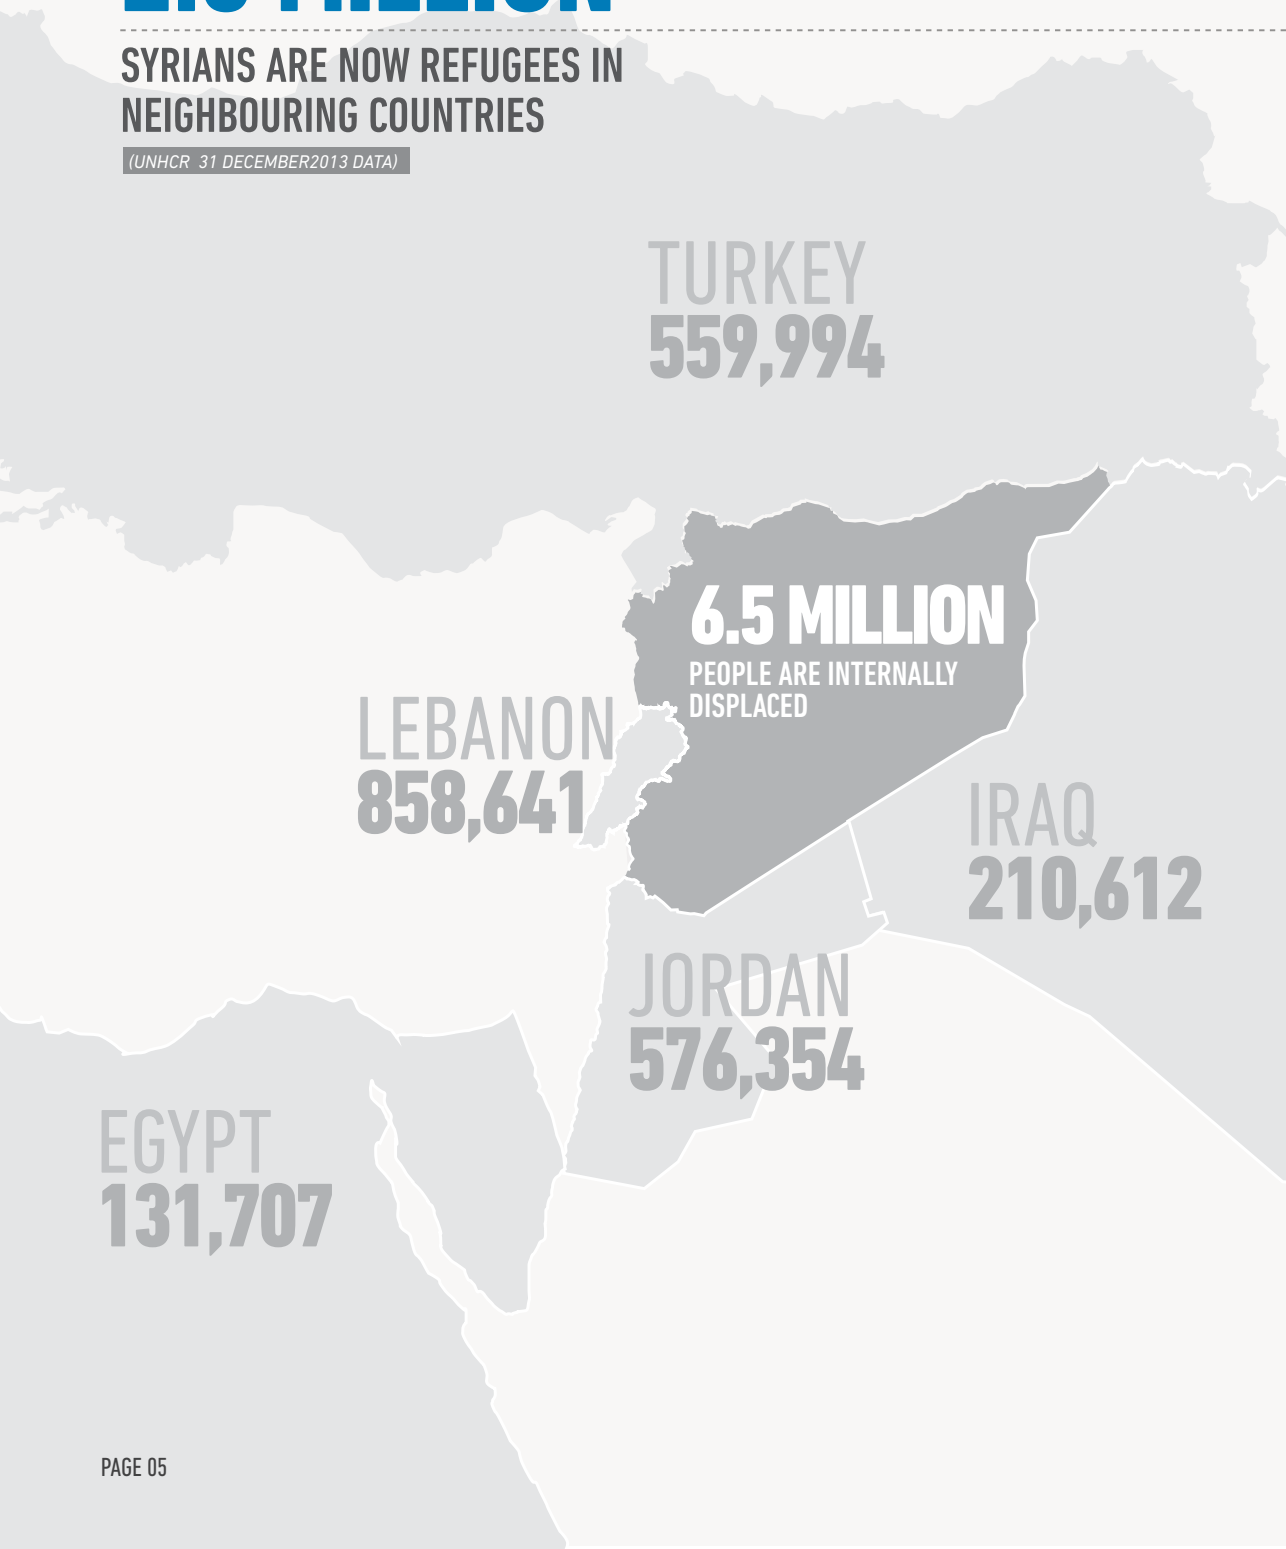 SYRIANS ARE NOW REFUGEES IN
NEIGHBOURING COUNTRIES
(UNHCR 31 DECEMBER2013 DATA)
TURKEY
559,994
6.5 MILLION
PEOPLE ARE INTERNALLY
DISPLACED
LEBANON
858,641
IRAQ
210,612
JORDAN
576,354
EGYPT
131,707
PAGE 05